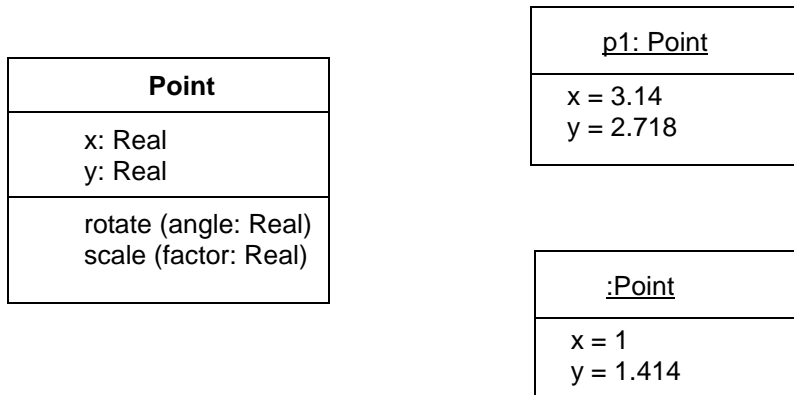 Point
x: Real
y: Real
rotate (angle: Real)
scale (factor: Real)
p1: Point
x = 3.14
y = 2.718
:Point
x = 1
y = 1.414